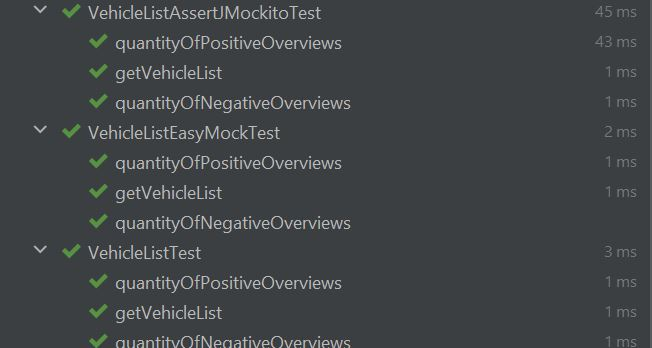 VehicleListAssertJMockitoTest 45 ms
quantityOfPositiveOverviews 43 ms
getVehicleList 1 ms
quantityOfNegativeOverviews 1 ms
VehicleListEasyMockTest 2 ms
quantityOfPositiveOverviews 1 ms
getVehicleList 1 ms
quantityOfNegativeOverviews
VehicleListTest 3 ms
quantityOfPositiveOverviews 1 ms
getVehicleList 1 ms
quantityOfNegativeOverviews 1 ms